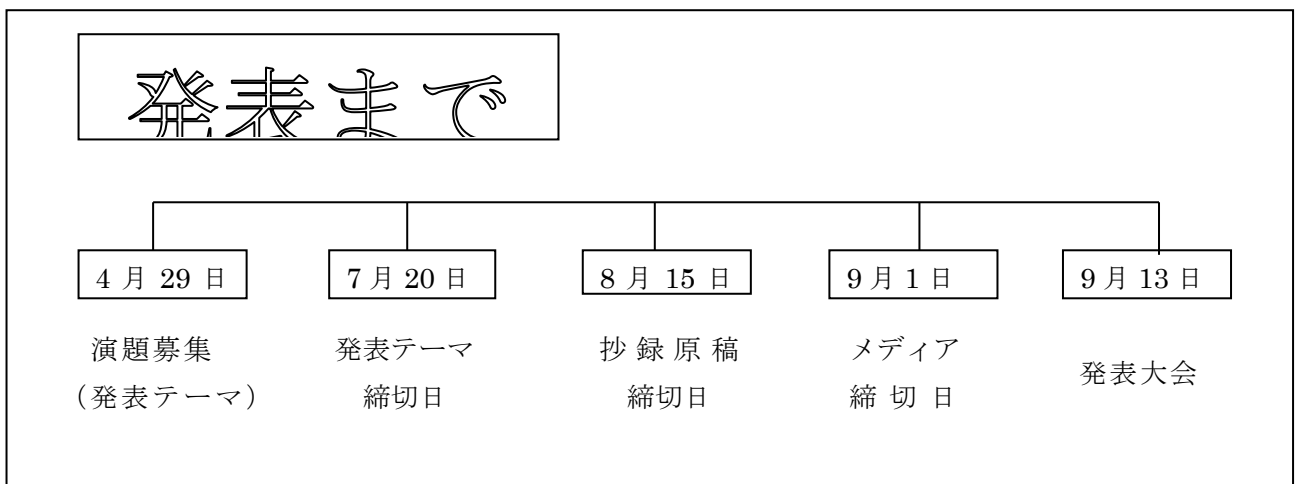 発表まで
4月29日
7月20日
8月15日
9月1日
9月13日
演題募集
(発表テーマ)
発表テーマ
締切日
抄録原稿
締切日
メディア
締切日
発表大会